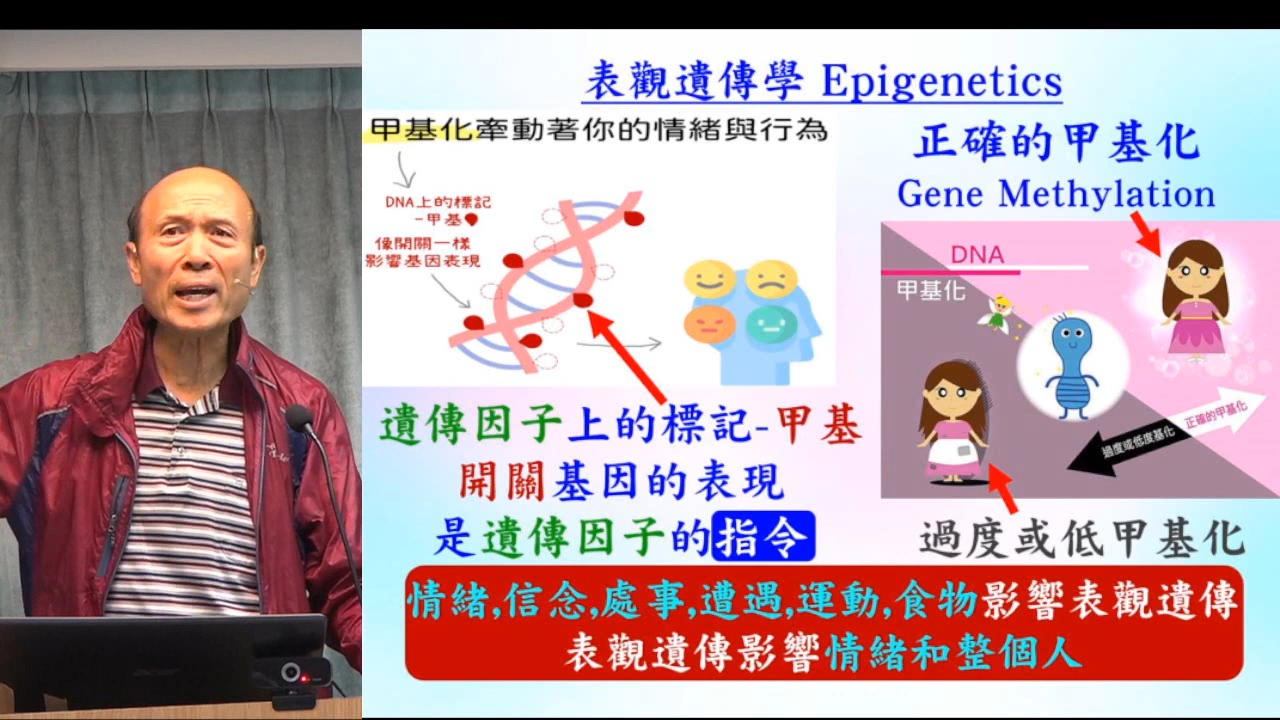 表觀遺傳學 Epigenetics
甲基化牽動著你的情緒與行為
DNA上的標記
-甲基
像開關一樣
影響基因表現
遺傳因子上的標記-甲基
開關基因的表現
是遺傳因子的指令
正確的甲基化
Gene Methylation
DNA
甲基化
正確的甲基化
過度或低度基化
過度或低甲基化
情緒,信念,處事,遭遇,運動,食物影響表觀遺傳
表觀遺傳影響情緒和整個人